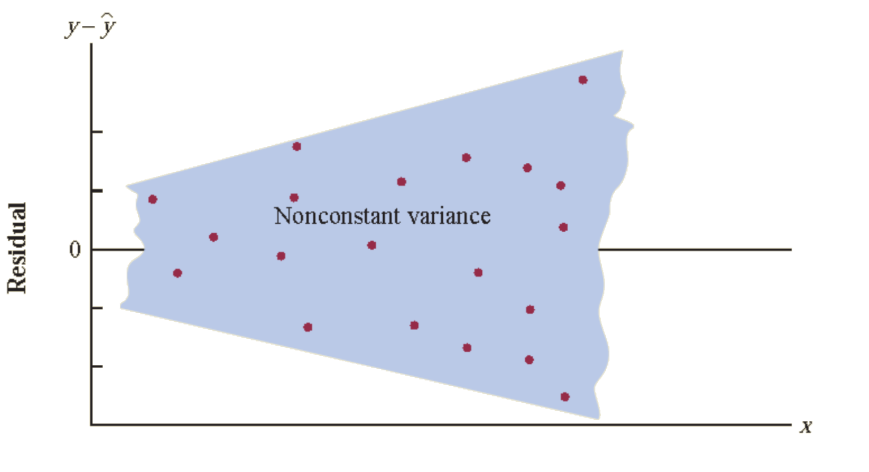 y – ŷ
Residual
Nonconstant variance
0
x